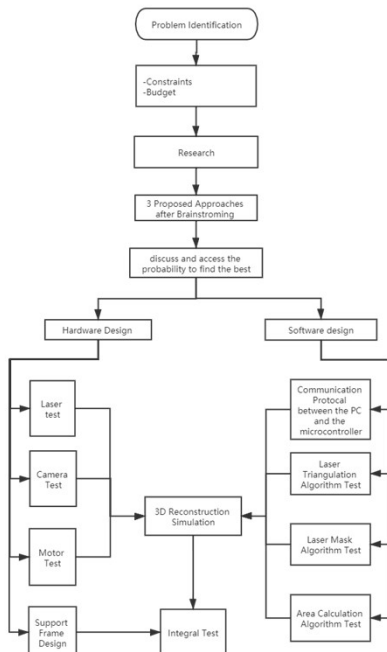 Problem Identification
-Constraints
-Budget
Research
3 Proposed Approaches
after Brainstroming
discuss and access the
probability to find the best
Hardware Design
Software design
Laser
test
Camera
Test
Motor
Test
Support
Frame
Design
3D Reconstruction
Simulation
Integral Test
Communication
Protocal
between the PC
and the
microcontroller
Laser
Triangulation
Algorithm Test
Laser Mask
Algorithm Test
Area Calculation
Algorithm Test